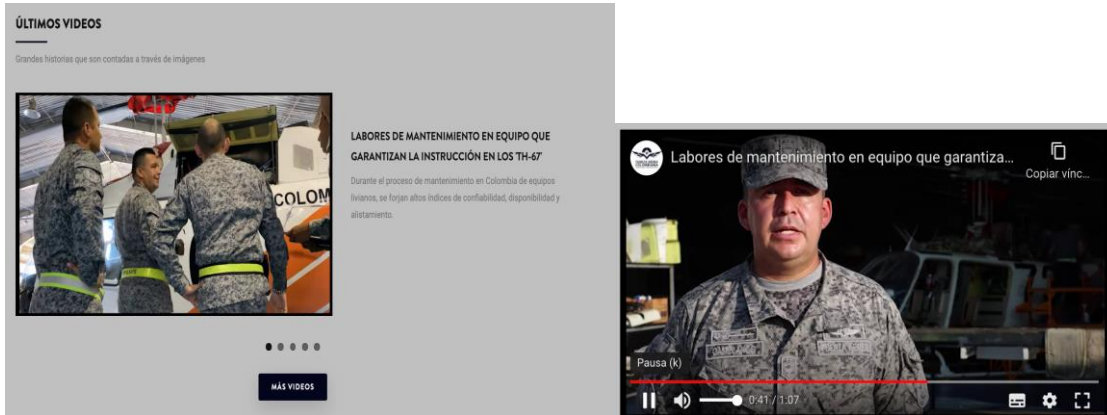 ÚLTIMOS VIDEOS
Grandes historias que son contadas a través de imágenes
COLOM
LABORES DE MANTENIMIENTO EN EQUIPO QUE
GARANTIZAN LA INSTRUCCIÓN EN LOS 'TH-67'
Durante el proceso de mantenimiento en Colombia de equipos
livianos, se forjan altos índices de confiabilidad, disponibilidad y
alistamiento.
MÁS VIDEOS
Labores de mantenimiento en equipo que garantiza...
Copiar vínc...
Pausa (k)
0:41 / 1:07